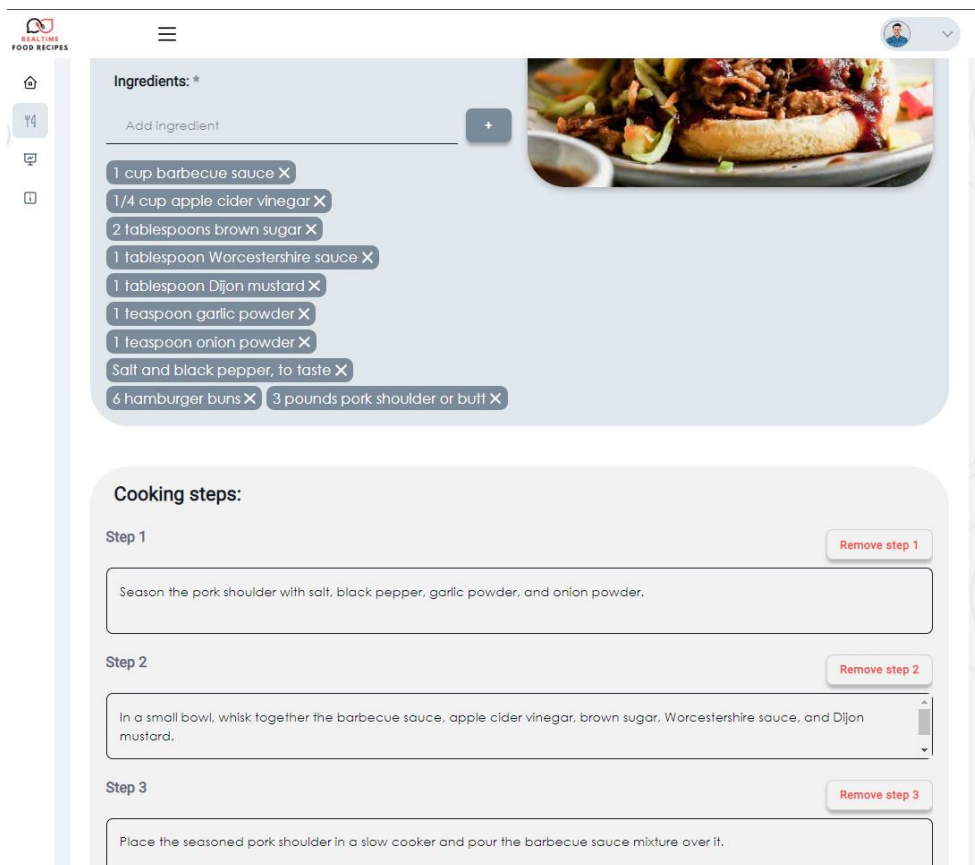 REALTIME
FOOD RECIPES
Ingredients: *
Add ingredient
+
1 cup barbecue sauce X
1/4 cup apple cider vinegar X
2 tablespoons brown sugar X
1 tablespoon Worcestershire sauce X
1 tablespoon Dijon mustard X
1 teaspoon garlic powder X
1 teaspoon onion powder X
Salt and black pepper, to taste X
6 hamburger buns X 3 pounds pork shoulder or butt X
Cooking steps:
Step 1
Remove step 1
Season the pork shoulder with salt, black pepper, garlic powder, and onion powder.
Step 2
Remove step 2
In a small bowl, whisk together the barbecue sauce, apple cider vinegar, brown sugar, Worcestershire sauce, and Dijon
mustard.
Step 3
Remove step 3
Place the seasoned pork shoulder in a slow cooker and pour the barbecue sauce mixture over it.